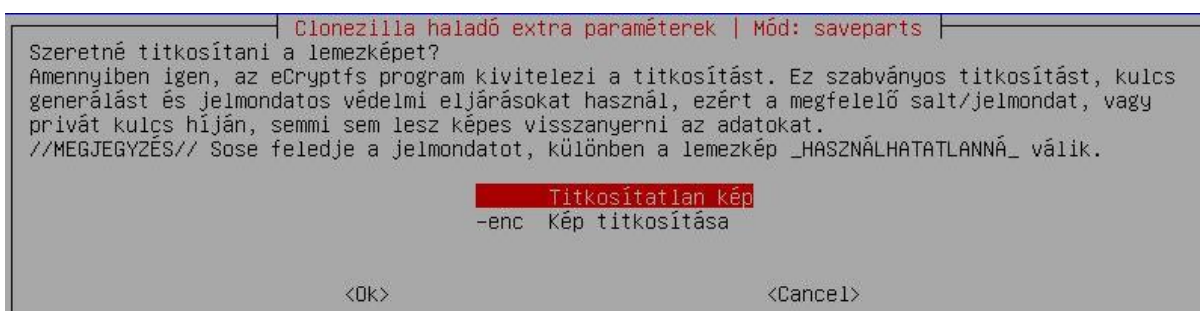 Clonezilla haladó extra paraméterek | Mód: saveparts
Szeretné titkosítani a lemezképet?
Amennyiben igen, az eCryptfs program kivitelezi a titkosítást. Ez szabványos titkosítást, kulcs
generálást és jelmondatos védelmi eljárásokat használ, ezért a megfelelő salt/jelmondat, vagy
privát kulcs híján, semmi sem lesz képes visszanyerni az adatokat.
//MEGJEGYZÉS// Sose feledje a jelmondatot, különben a lemezkép _HASZNÁLHATATLANNÁ_ válik.
Titkosítatlan kép
-enc Kép titkosítása
<Ok> <Cancel>